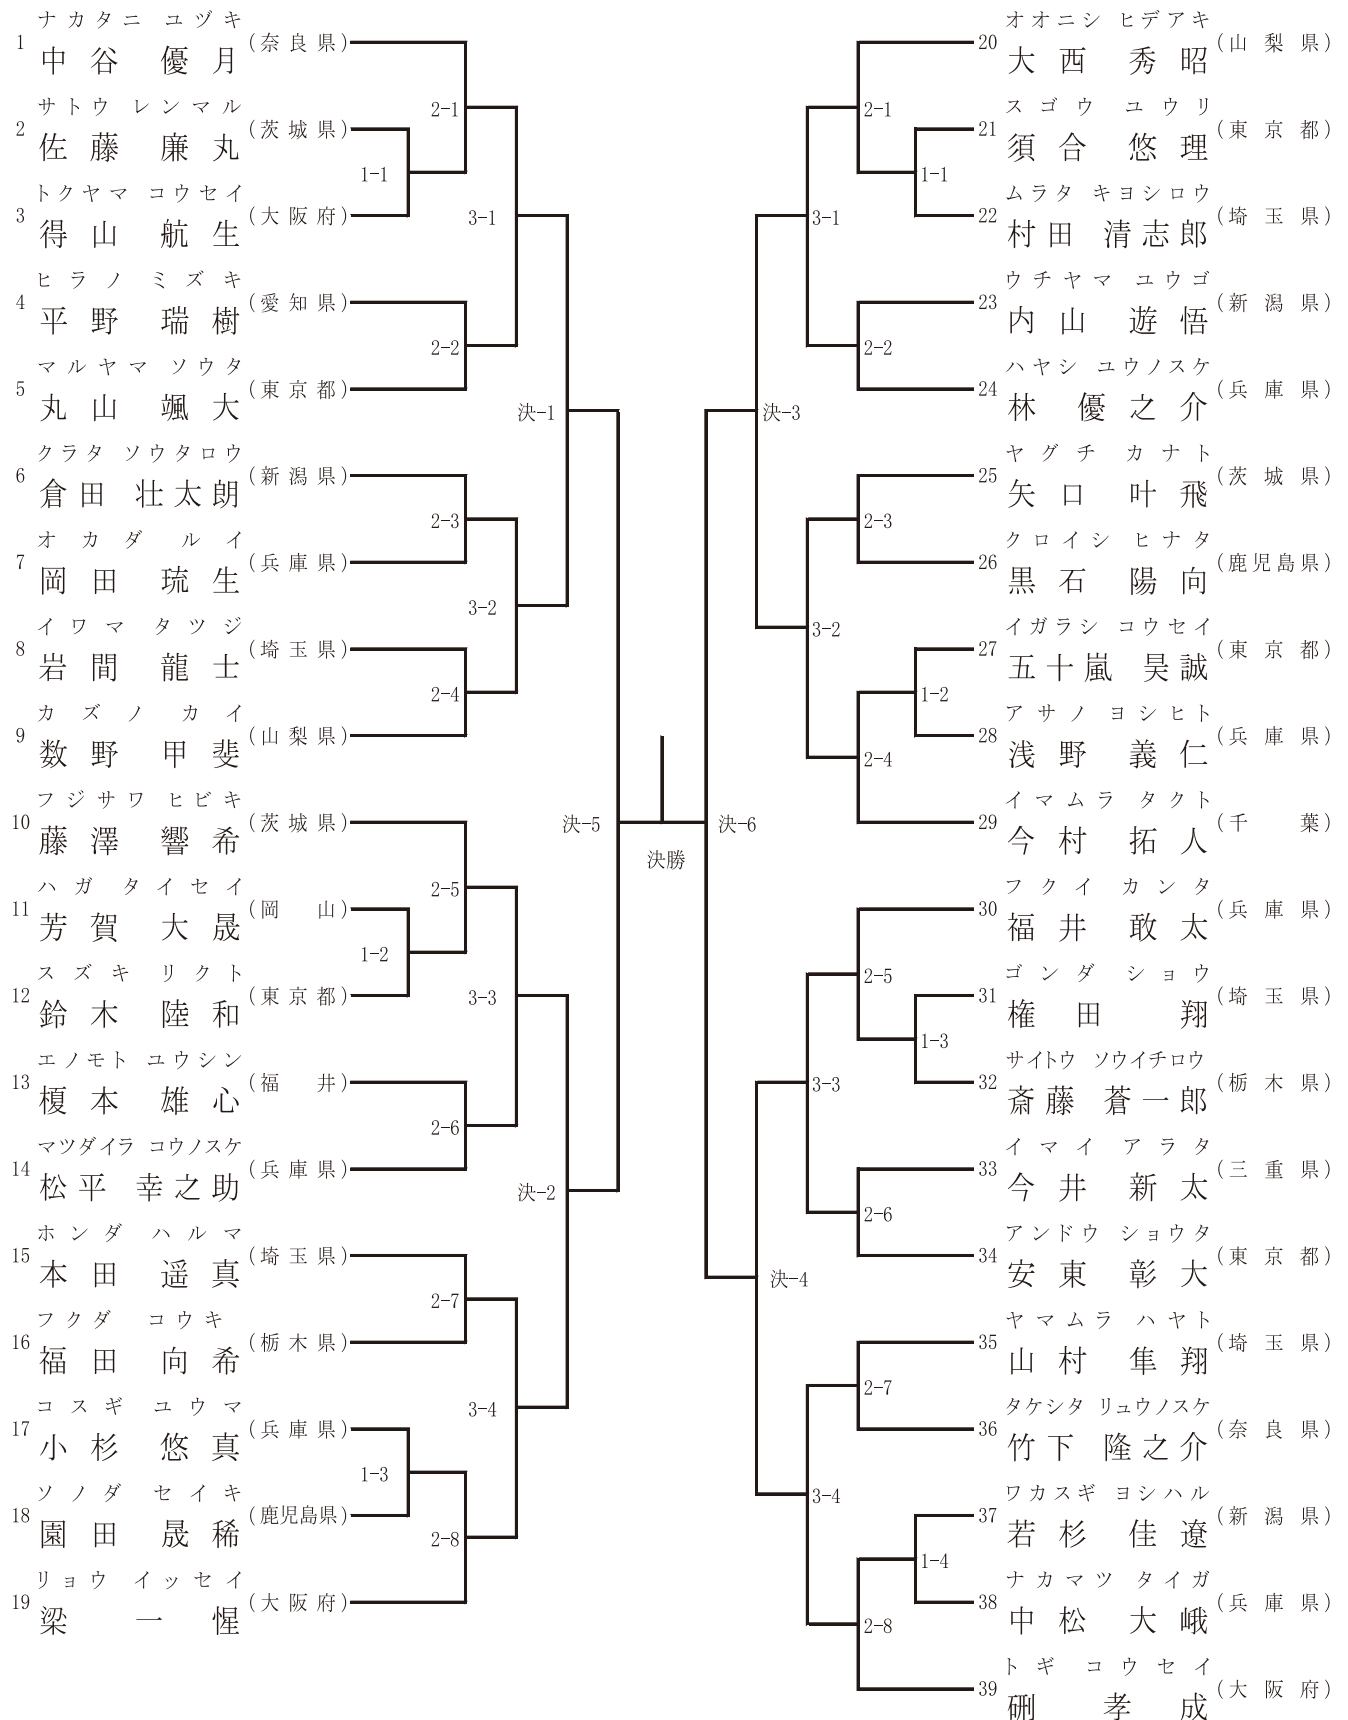 ナカタニ ユヅキ
1 中谷 優月 (奈良県)
サトウ レンマル
2 佐藤 廉丸 (茨城県)
トクヤマ コウセイ
3 得山 航生 (大阪府)
ヒラノ ミズキ
4 平野 瑞樹 (愛知県)
マルヤマ ソウタ
5 丸山 颯大 (東京都)
クラタ ソウタロウ
6 倉田 壮太朗 (新潟県)
オカダ ルイ
7 岡田 琉生 (兵庫県)
イワマ タツジ
8 岩間 龍士 (埼玉県)
カズノ カイ
9 数野 甲斐 (山梨県)
フジサワ ヒビキ
10 藤澤 響希 (茨城県)
ハガ タイセイ
11 芳賀 大晟 (岡山)
スズキ リクト
12 鈴木 陸和 (東京都)
エノモト ユウシン
13 榎本 雄心 (福井)
マツダイラ コウノスケ
14 松平 幸之助 (兵庫県)
ホンダ ハルマ
15 本田 遥真 (埼玉県)
フクダ コウキ
16 福田 向希 (栃木県)
コスギ ユウマ
17 小杉 悠真 (兵庫県)
ソノダ セイキ
18 園田 晟稀 (鹿児島県)
リョウ イッセイ
19 梁 一惺 (大阪府)
1-1
1-2
1-3
2-1
2-2
2-3
2-4
2-5
2-6
2-7
2-8
3-1
3-2
3-3
3-4
決-1
決-2
決-5
決勝
決-6
決-3
決-4
3-1
3-2
3-3
3-4
2-1
2-2
2-3
2-4
2-5
2-6
2-7
2-8
1-1
1-2
1-3
1-4
オオニシ ヒデアキ
20 大西 秀昭 (山梨県)
スゴウ ユウリ
21 須合 悠理 (東京都)
ムラタ キヨシロウ
22 村田 清志郎 (埼玉県)
ウチヤマ ユウゴ
23 内山 遊悟 (新潟県)
ハヤシ ユウノスケ
24 林 優之介 (兵庫県)
ヤグチ カナト
25 矢口 叶飛 (茨城県)
クロイシ ヒナタ
26 黒石 陽向 (鹿児島県)
イガラシ コウセイ
27 五十嵐 昊誠 (東京都)
アサノ ヨシヒト
28 浅野 義仁 (兵庫県)
イマムラ タクト
29 今村 拓人 (千葉)
フクイ カンタ
30 福井 敢太 (兵庫県)
ゴンダ ショウ
31 権田 翔 (埼玉県)
サイトウ ソウイチロウ
32 斎藤 蒼一郎 (栃木県)
イマイ アラタ
33 今井 新太 (三重県)
アンドウ ショウタ
34 安東 彰大 (東京都)
ヤマムラ ハヤト
35 山村 隼翔 (埼玉県)
タケシタ リュウノスケ
36 竹下 隆之介 (奈良県)
ワカスギ ヨシハル
37 若杉 佳遼 (新潟県)
ナカマツ タイガ
38 中松 大峨 (兵庫県)
トギ コウセイ
39 硎 孝成 (大阪府)